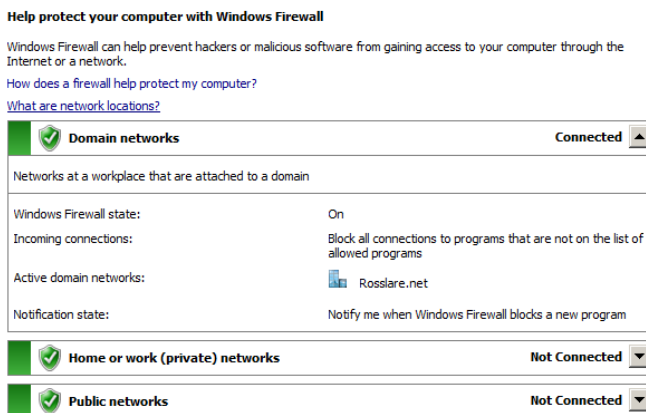 Help protect your computer with Windows Firewall
Windows Firewall can help prevent hackers or malicious software from gaining access to your computer through the
Internet or a network.
How does a firewall help protect my computer?
What are network locations?
Domain networks Connected
Networks at a workplace that are attached to a domain
Windows Firewall state: On
Incoming connections: Block all connections to programs that are not on the list of
allowed programs
Active domain networks: Rosslare.net
Notification state: Notify me when Windows Firewall blocks a new program
Home or work (private) networks Not Connected
Public networks Not Connected